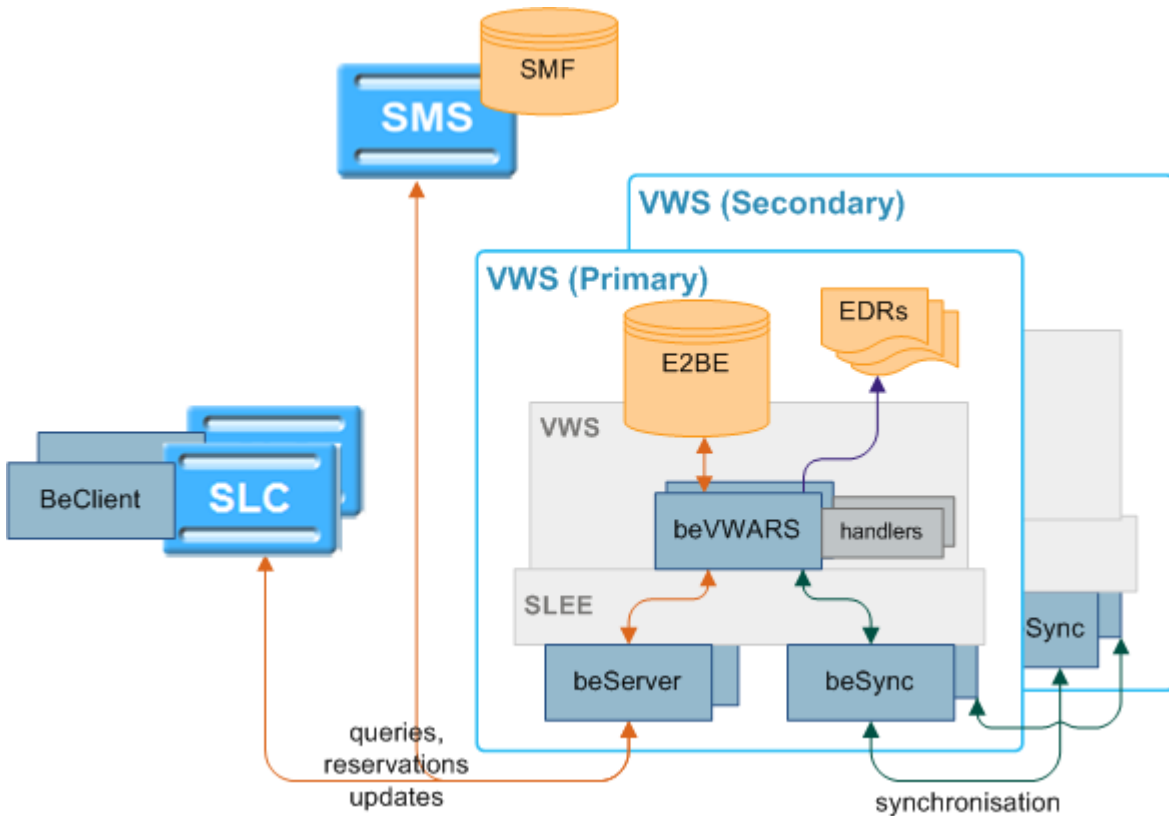 SMF
SMS
VWS (Secondary)
VWS (Primary)
EDRs
E2BE
VWS
BeClient
SLC
beVWARS
handlers
SLEE
Sync
beServer
beSync
queries,
reservations
updates
synchronisation